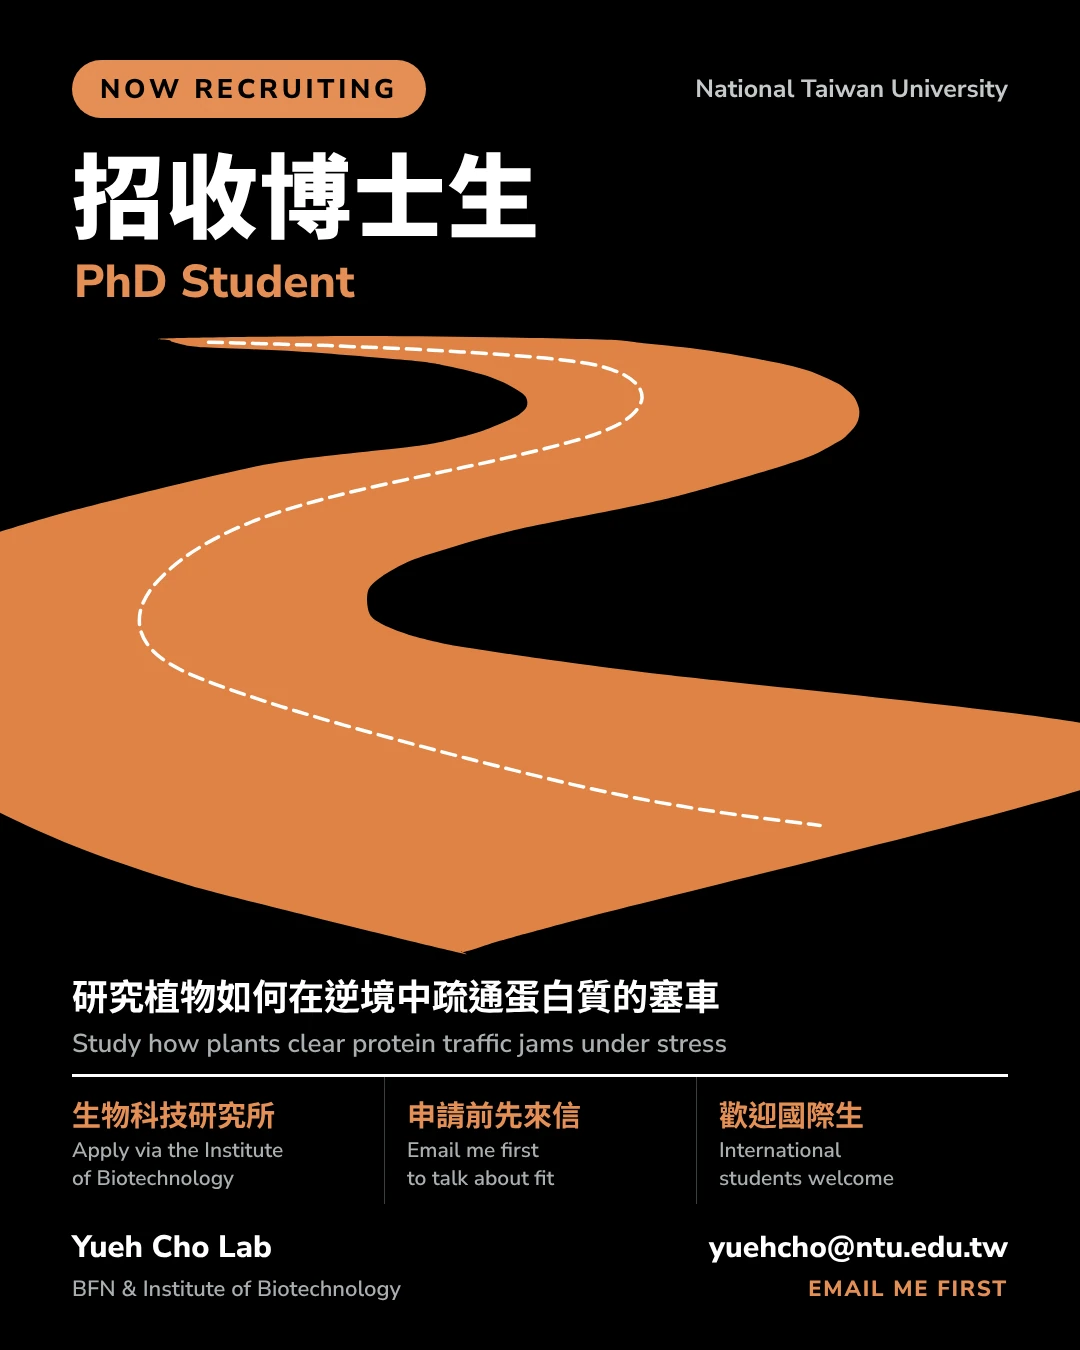 NOW RECRUITING
National Taiwan University
招收博士生
PhD Student
研究植物如何在逆境中疏通蛋白質的塞車
Study how plants clear protein traffic jams under stress
生物科技研究所
Apply via the Institute
of Biotechnology
申請前先來信
Email me first
to talk about fit
歡迎國際生
International
students welcome
Yueh Cho Lab
BFN & Institute of Biotechnology
yuehcho@ntu.edu.tw
EMAIL ME FIRST